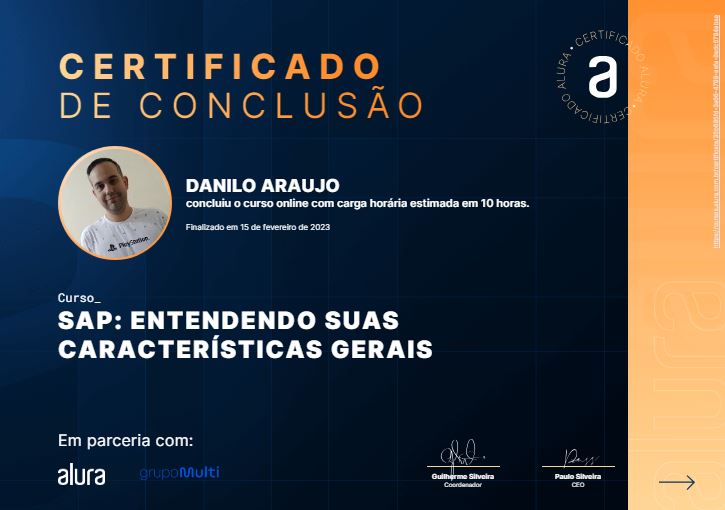 CERTIFICADO
DE CONCLUSÃO
ALURA • CERTIFICADO ALURA • CERTIFICADO
a
DANILO ARAUJO
concluiu o curso online com carga horária estimada em 10 horas.
Finalizado em 15 de fevereiro de 2023
PlayStation
Curso_
SAP: ENTENDENDO SUAS
CARACTERÍSTICAS GERAIS
Em parceria com:
alura
grupoMulti
Guilherme Silveira
Coordenador
Paulo Silveira
CEO
alura